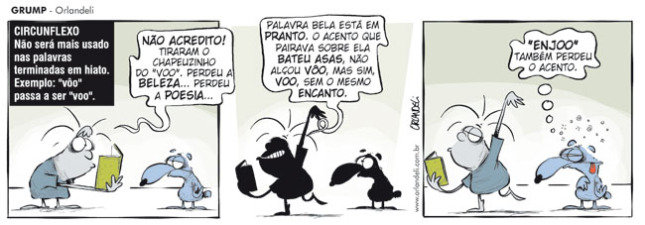 GRUMP - Orlandeli
CIRCUNFLEXO
Não será mais usado
nas palavras
terminadas em hiato.
Exemplo: "vôo"
passa a ser "voo".
NÃO ACREDITO!
TIRARAM O
CHAPEUZINHO
DO "VOO". PERDEU A
BELEZA... PERDEU
A POESIA...
PALAVRA BELA ESTÁ EM
PRANTO. O ACENTO QUE
PAIRAVA SOBRE ELA
BATEU ASAS, NÃO
ALÇOU VÔO, MAS SIM,
VOO, SEM O MESMO
ENCANTO.
ORLANDELI
www.orlandeli.com.br
"ENJOO"
TAMBÉM PERDEU
O ACENTO.